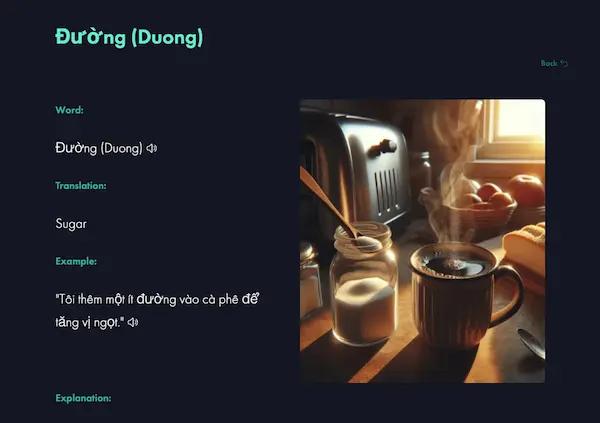 Đường (Duong)
Back
Word:
Đường (Duong)
Translation:
Sugar
Example:
"Tôi thêm một ít đường vào cà phê để
tăng vị ngọt."
Explanation: